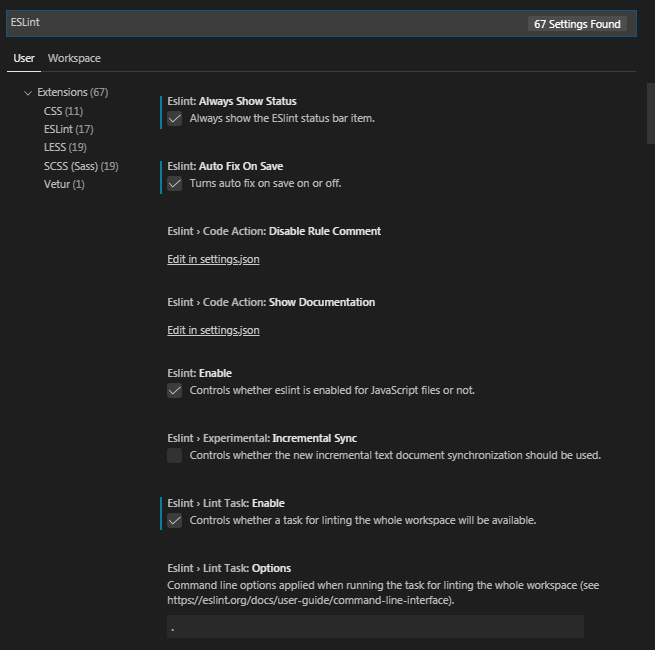 ESLint
67 Settings Found
User Workspace
Extensions (67)
CSS (11)
ESLint (17)
LESS (19)
SCSS (Sass) (19)
Vetur (1)
Eslint: Always Show Status
Always show the ESlint status bar item.
Eslint: Auto Fix On Save
Turns auto fix on save on or off.
Eslint › Code Action: Disable Rule Comment
Edit in settings.json
Eslint › Code Action: Show Documentation
Edit in settings.json
Eslint: Enable
Controls whether eslint is enabled for JavaScript files or not.
Eslint › Experimental: Incremental Sync
Controls whether the new incremental text document synchronization should be used.
Eslint › Lint Task: Enable
Controls whether a task for linting the whole workspace will be available.
Eslint › Lint Task: Options
Command line options applied when running the task for linting the whole workspace (see
https://eslint.org/docs/user-guide/command-line-interface).
.